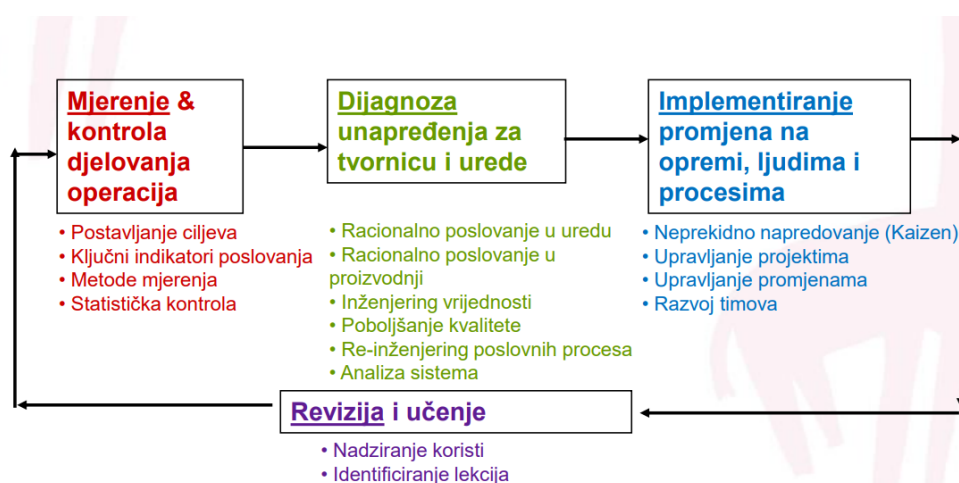 Mjerenje &
kontrola
djelovanja
operacija
• Postavljanje ciljeva
• Ključni indikatori poslovanja
• Metode mjerenja
• Statistička kontrola
Dijagnoza
unapređenja za
tvornicu i urede
• Racionalno poslovanje u uredu
• Racionalno poslovanje u
proizvodnji
• Inženjering vrijednosti
• Poboljšanje kvalitete
• Re-inženjering poslovnih procesa
• Analiza sistema
Implementiranje
promjena na
opremi, ljudima i
procesima
• Neprekidno napredovanje (Kaizen)
• Upravljanje projektima
• Upravljanje promjenama
• Razvoj timova
Revizija i učenje
• Nadziranje koristi
• Identificiranje lekcija